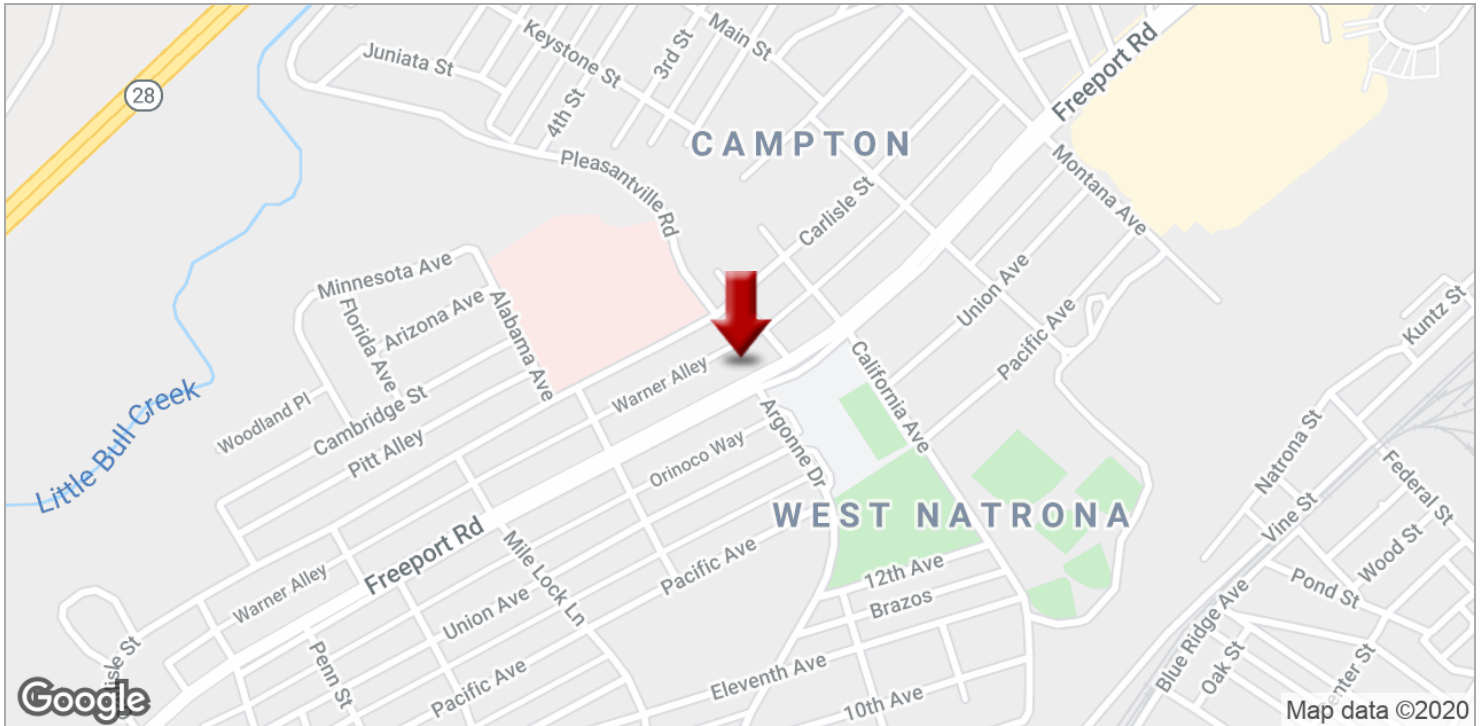 Juniata St
Keystone St
3rd St
Main St
Freeport Rd
28
4th St
CAMPTON
Pleasantville Rd
Carlisle St
Montana Ave
Minnesota Ave
Florida Ave
Arizona Ave
Alabama Ave
Union Ave
Pacific Ave
Kuntz St
Little Bull Creek
Woodland Pl
Cambridge St
Pitt Alley
Warner Alley
California Ave
Argonne Dr
Orinoco Way
Natrona St
Federal St
Vine St
WEST NATRONA
Freeport Rd
Mile Lock Ln
Pacific Ave
12th Ave
Brazos
Wood St
Pond St
Warner Alley
Union Ave
Blue Ridge Ave
Oak St
Penn St
Pacific Ave
Eleventh Ave
10th Ave
Google
Map data ©2020